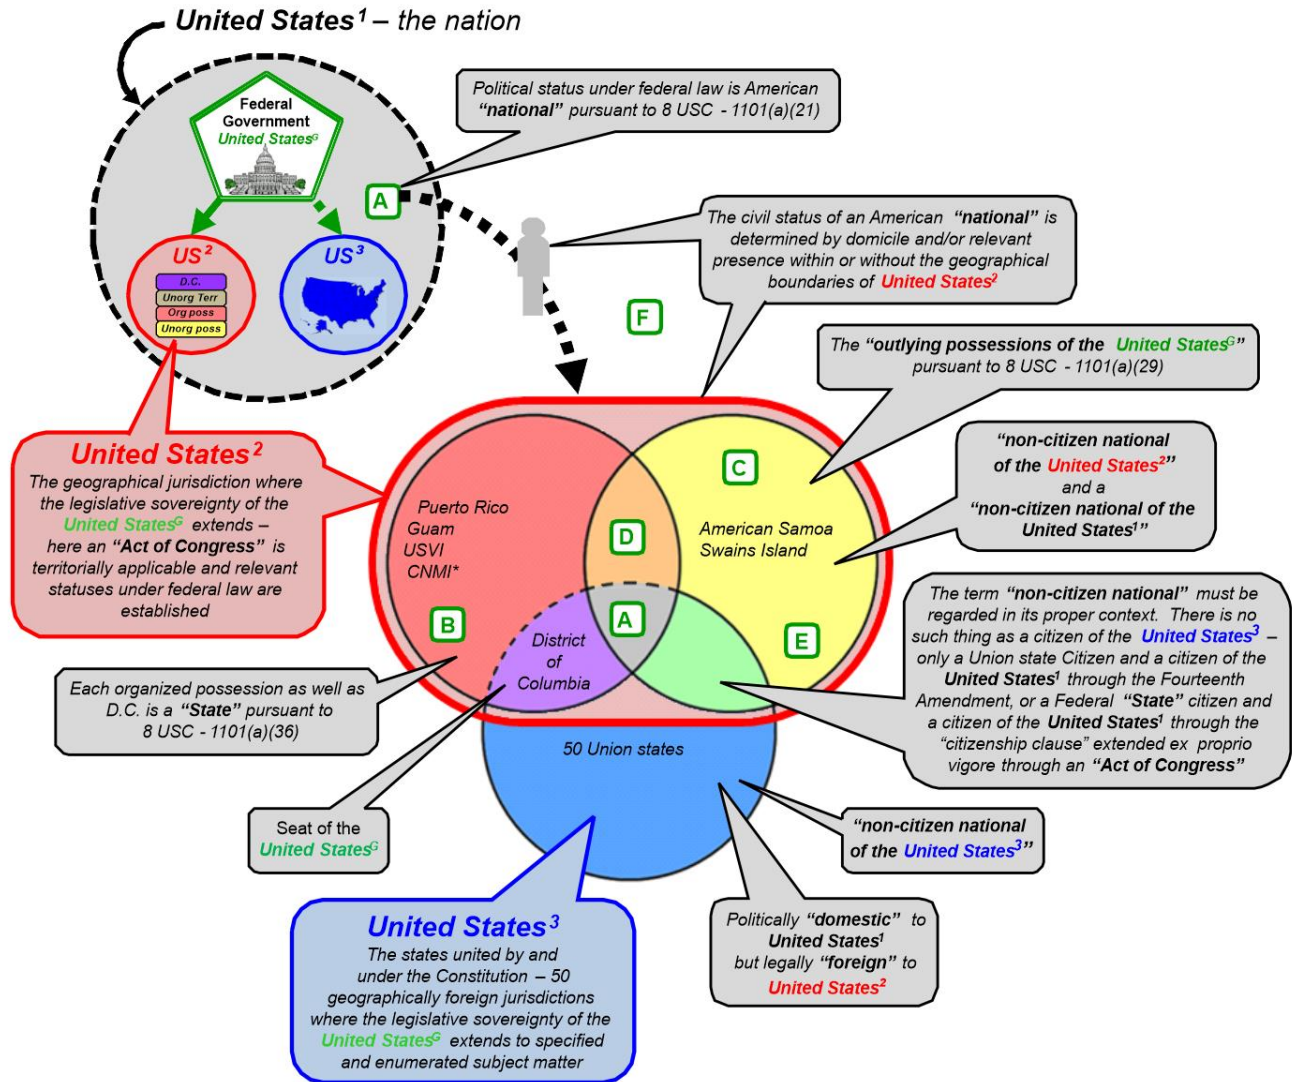 United States¹ – the nation
Federal
Government
United Statesᴳ
A
US²
D.C.
Unorg Terr
Org poss
Unorg poss
US³
Political status under federal law is American
“national” pursuant to 8 USC - 1101(a)(21)
The civil status of an American “national” is
determined by domicile and/or relevant
presence within or without the geographical
boundaries of United States²
F
The “outlying possessions of the United Statesᴳ”
pursuant to 8 USC - 1101(a)(29)
United States²
The geographical jurisdiction where
the legislative sovereignty of the
United Statesᴳ extends –
here an “Act of Congress” is
territorially applicable and relevant
statuses under federal law are
established
Puerto Rico
Guam
USVI
CNMI*
B
D
C
American Samoa
Swains Island
A
E
District
of
Columbia
“non-citizen national
of the United States²”
and a
“non-citizen national of the
United States¹”
The term “non-citizen national” must be
regarded in its proper context. There is no
such thing as a citizen of the United States³ –
only a Union state Citizen and a citizen of the
United States¹ through the Fourteenth
Amendment, or a Federal “State” citizen and
a citizen of the United States¹ through the
“citizenship clause” extended ex proprio
vigore through an “Act of Congress”
Each organized possession as well as
D.C. is a “State” pursuant to
8 USC - 1101(a)(36)
50 Union states
Seat of the
United Statesᴳ
“non-citizen national
of the United States³”
United States³
The states united by and
under the Constitution – 50
geographically foreign jurisdictions
where the legislative sovereignty of the
United Statesᴳ extends to specified
and enumerated subject matter
Politically “domestic” to
United States¹
but legally “foreign” to
United States²